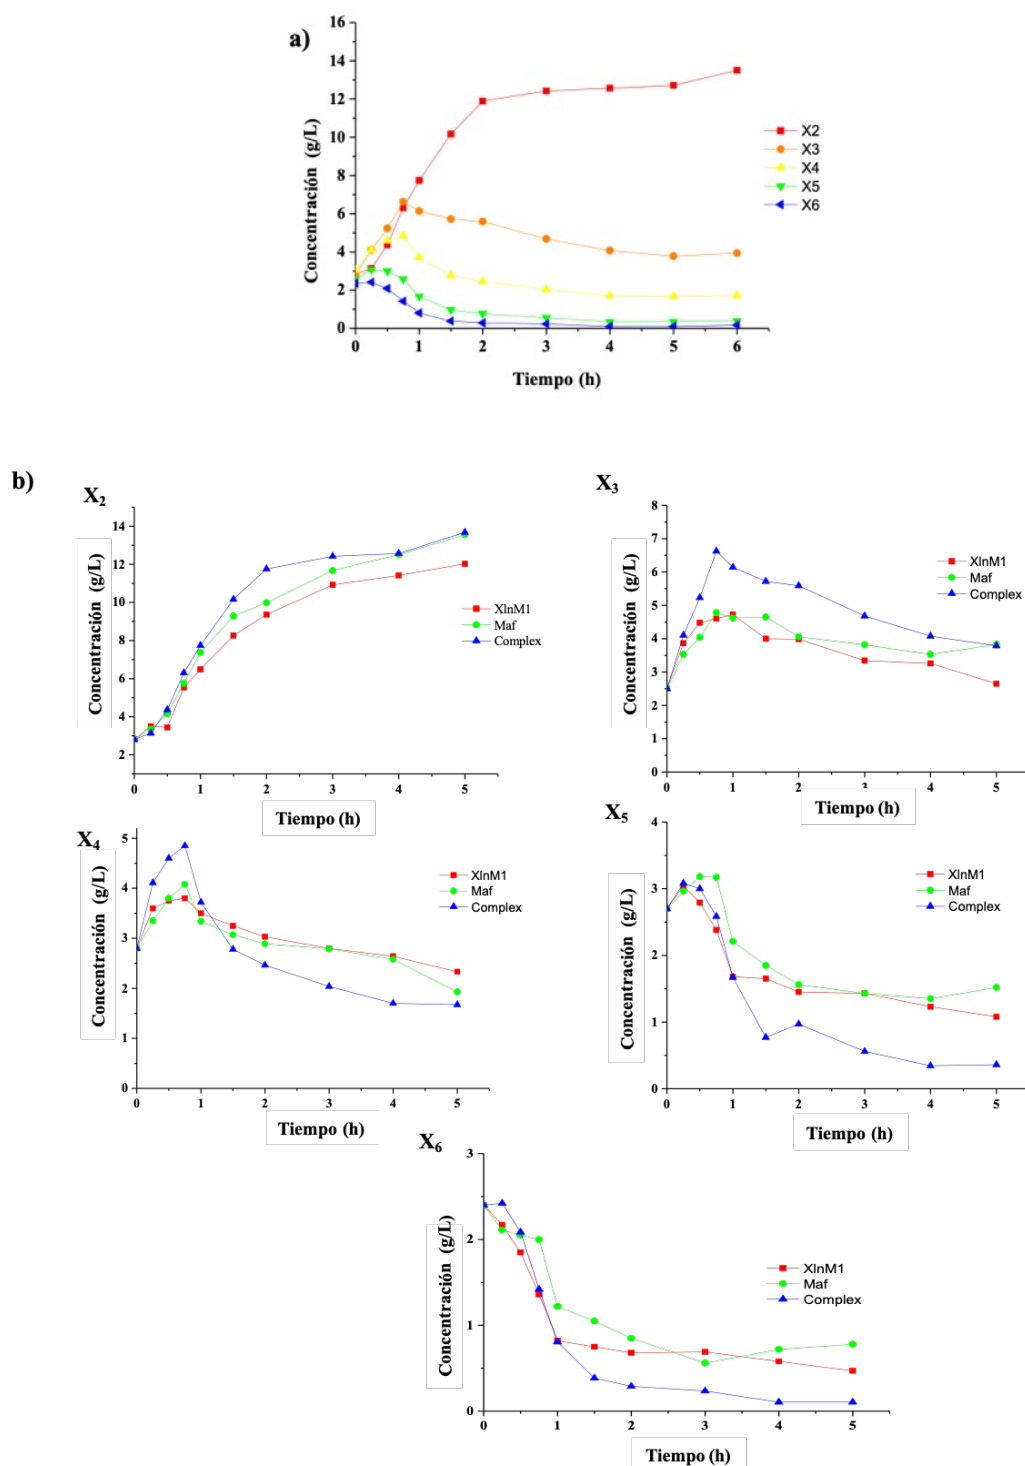 a)
16
14
12
10
8
6
4
2
0
Concentración (g/L)
X2
X3
X4
X5
X6
0 1 2 3 4 5 6
Tiempo (h)
b)
X₂
14
12
10
8
6
4
2
Concentración (g/L)
XlnM1
Maf
Complex
0 1 2 3 4 5
Tiempo (h)
X₃
8
7
6
5
4
3
2
1
0
Concentración (g/L)
XlnM1
Maf
Complex
0 1 2 3 4 5
Tiempo (h)
X₄
5
4
3
2
1
0
Concentración (g/L)
XlnM1
Maf
Complex
0 1 2 3 4 5
Tiempo (h)
X₅
4
3
2
1
0
Concentración (g/L)
XlnM1
Maf
Complex
0 1 2 3 4 5
Tiempo (h)
X₆
3
2
1
0
Concentración (g/L)
XlnM1
Maf
Complex
0 1 2 3 4 5
Tiempo (h)